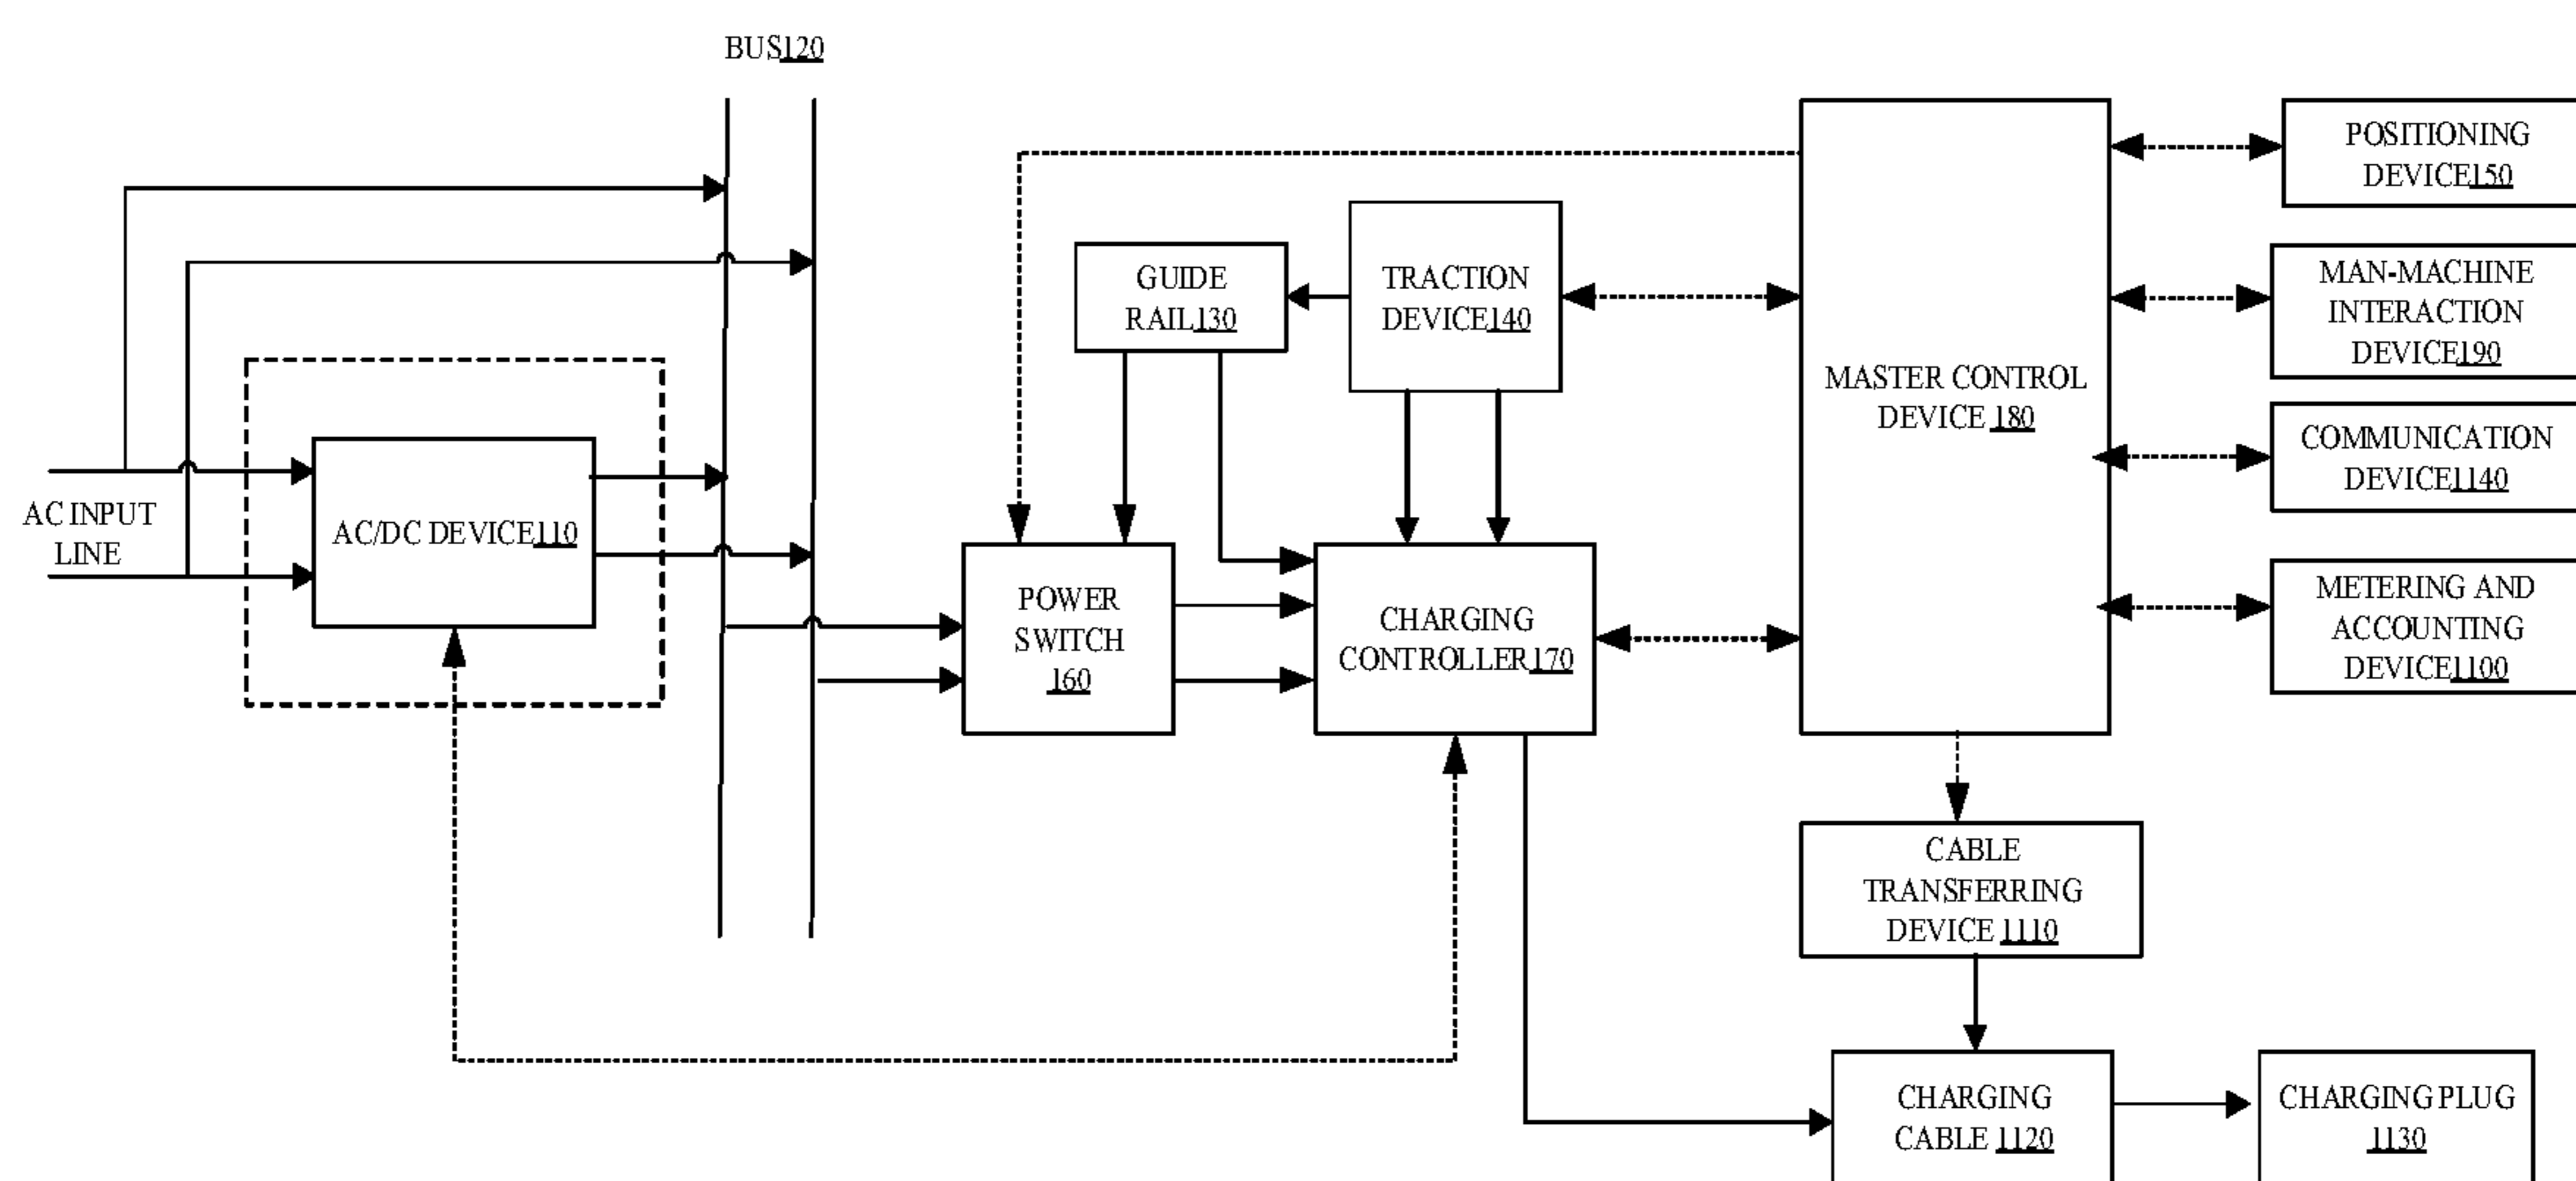 BUS120
POSITIONING
DEVICE150
GUIDE
RAIL130
TRACTION
DEVICE140
MAN-MACHINE
INTERACTION
DEVICE190
MASTER CONTROL
DEVICE 180
COMMUNICATION
DEVICE1140
AC INPUT
LINE
AC/DC DEVICE110
POWER
SWITCH
160
CHARGING
CONTROLLER170
METERING AND
ACCOUNTING
DEVICE1100
CABLE
TRANSFERRING
DEVICE 1110
CHARGING
CABLE 1120
CHARGING PLUG
1130